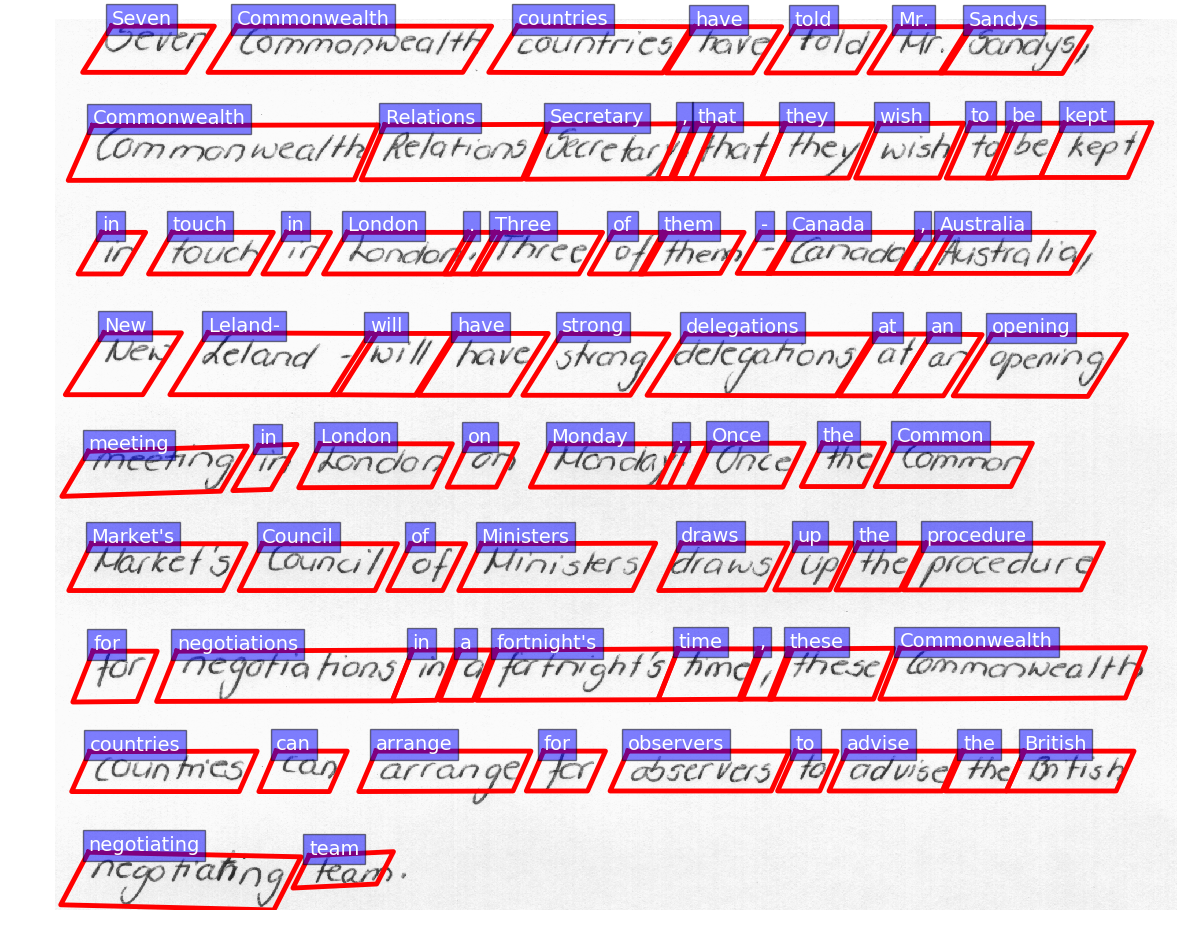 Seven Commonwealth countries have told Mr. Sandys,
Commonwealth Relations Secretary, that they wish to be kept
in touch in London. Three of them - Canada, Australia,
New Leland - will have strong delegations at an opening
meeting in London on Monday. Once the Common
Market's Council of Ministers draws up the procedure
for negotiations in a fortnight's time, these Commonwealth
countries can arrange for observers to advise the British
negotiating team.